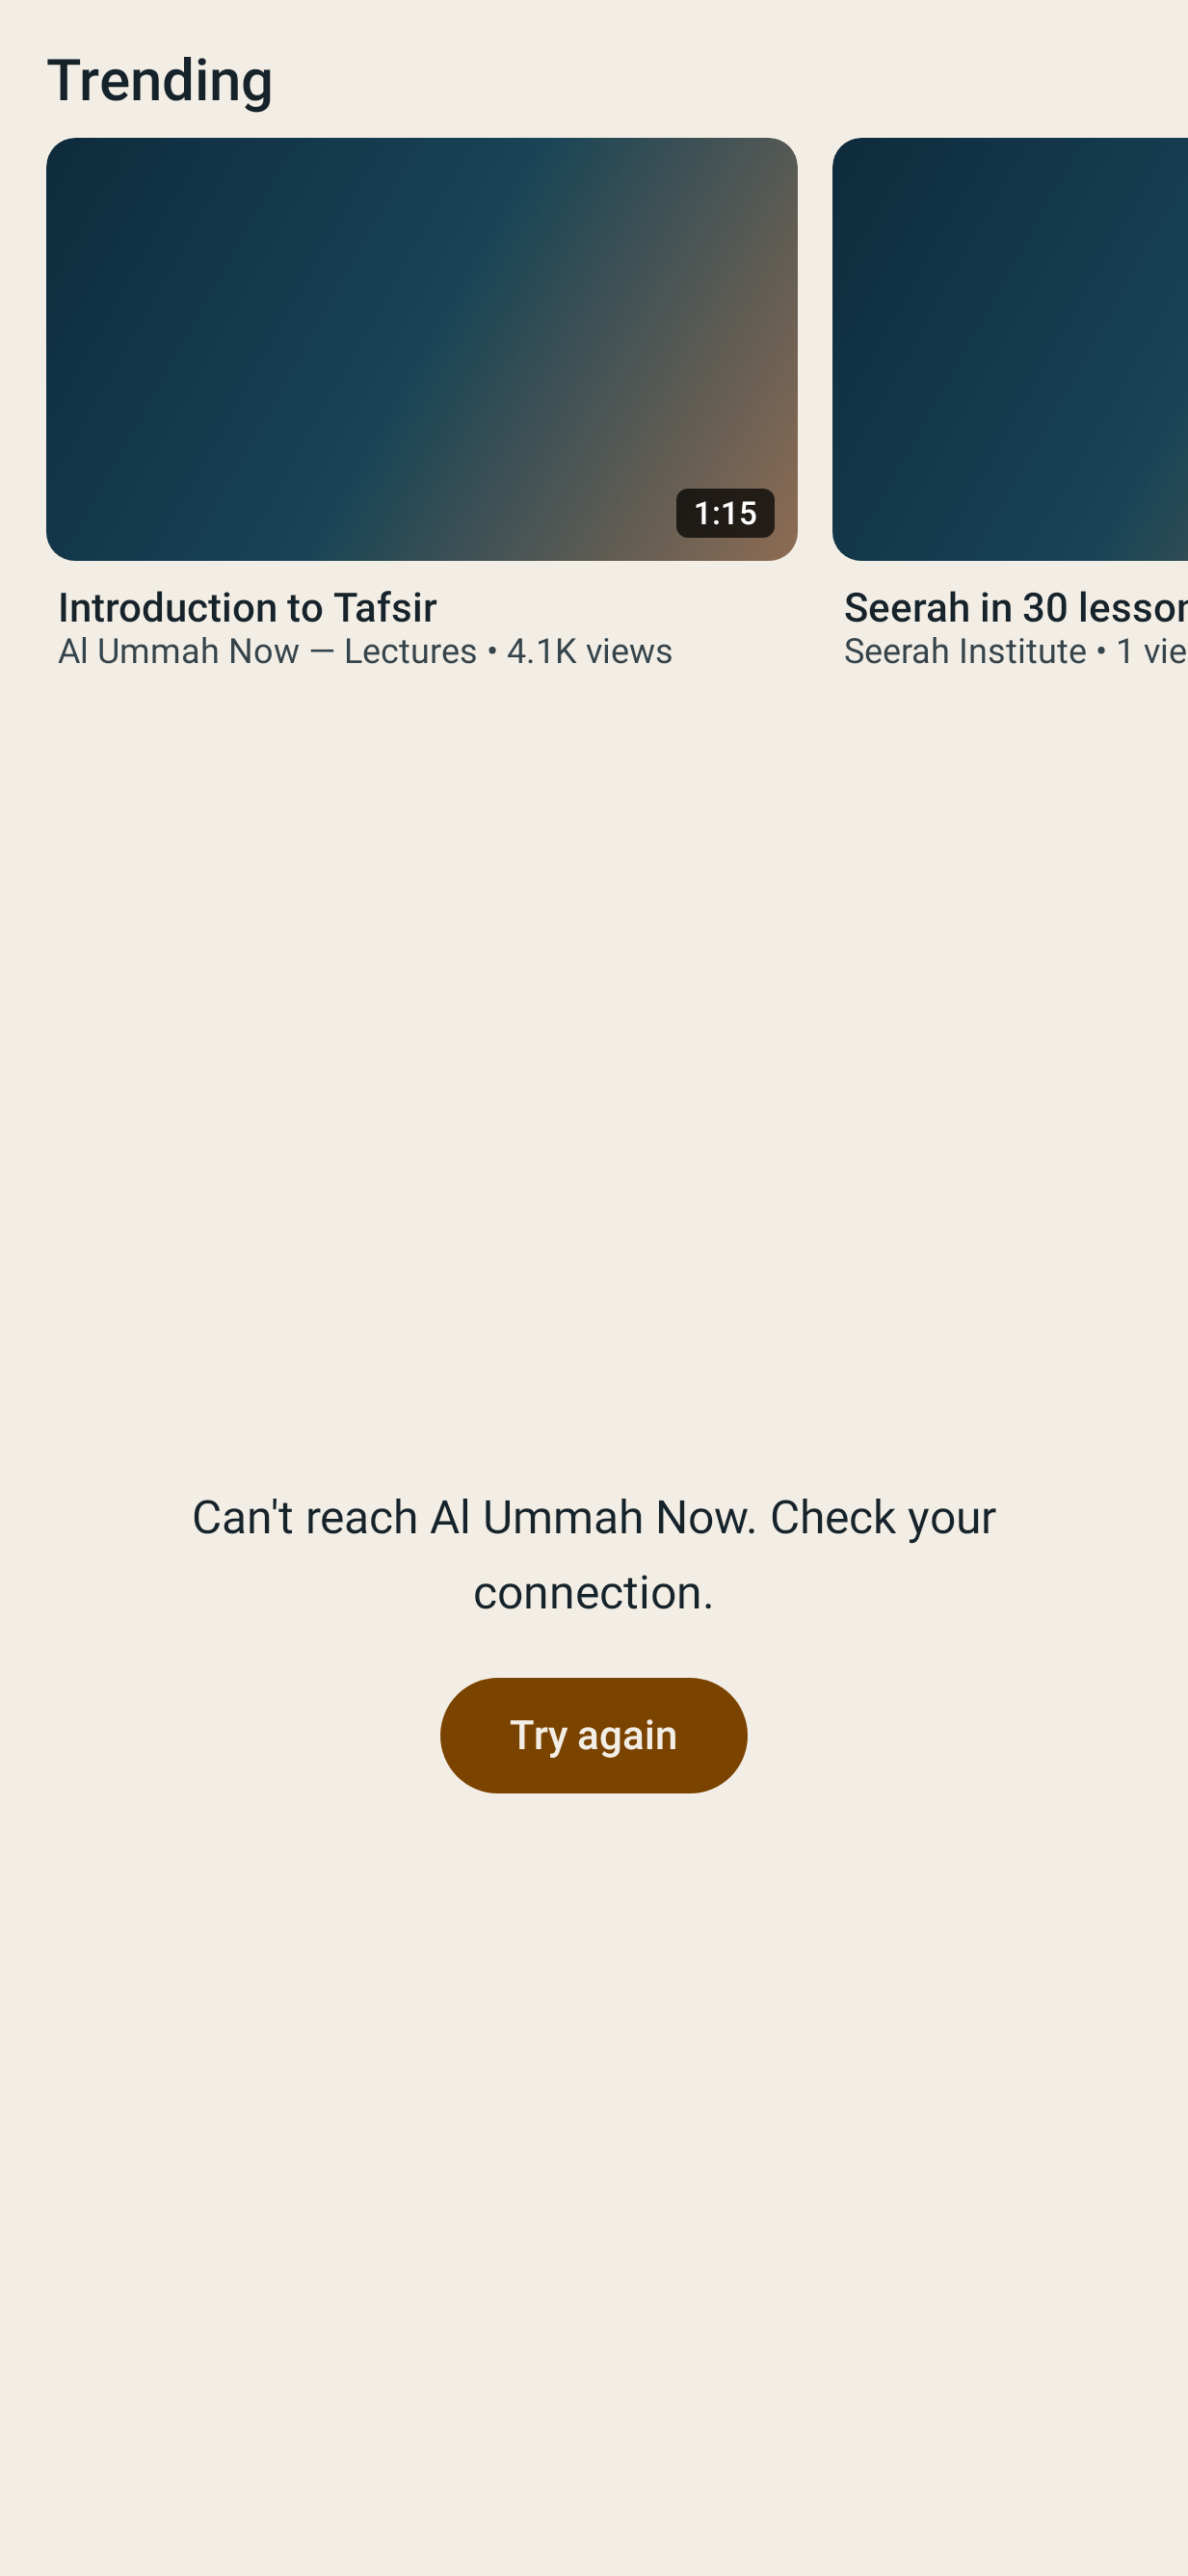 Trending
1:15
Introduction to Tafsir
Al Ummah Now — Lectures • 4.1K views
Seerah in 30
Seerah Institute • 1
Can't reach Al Ummah Now. Check your
connection.
Try again